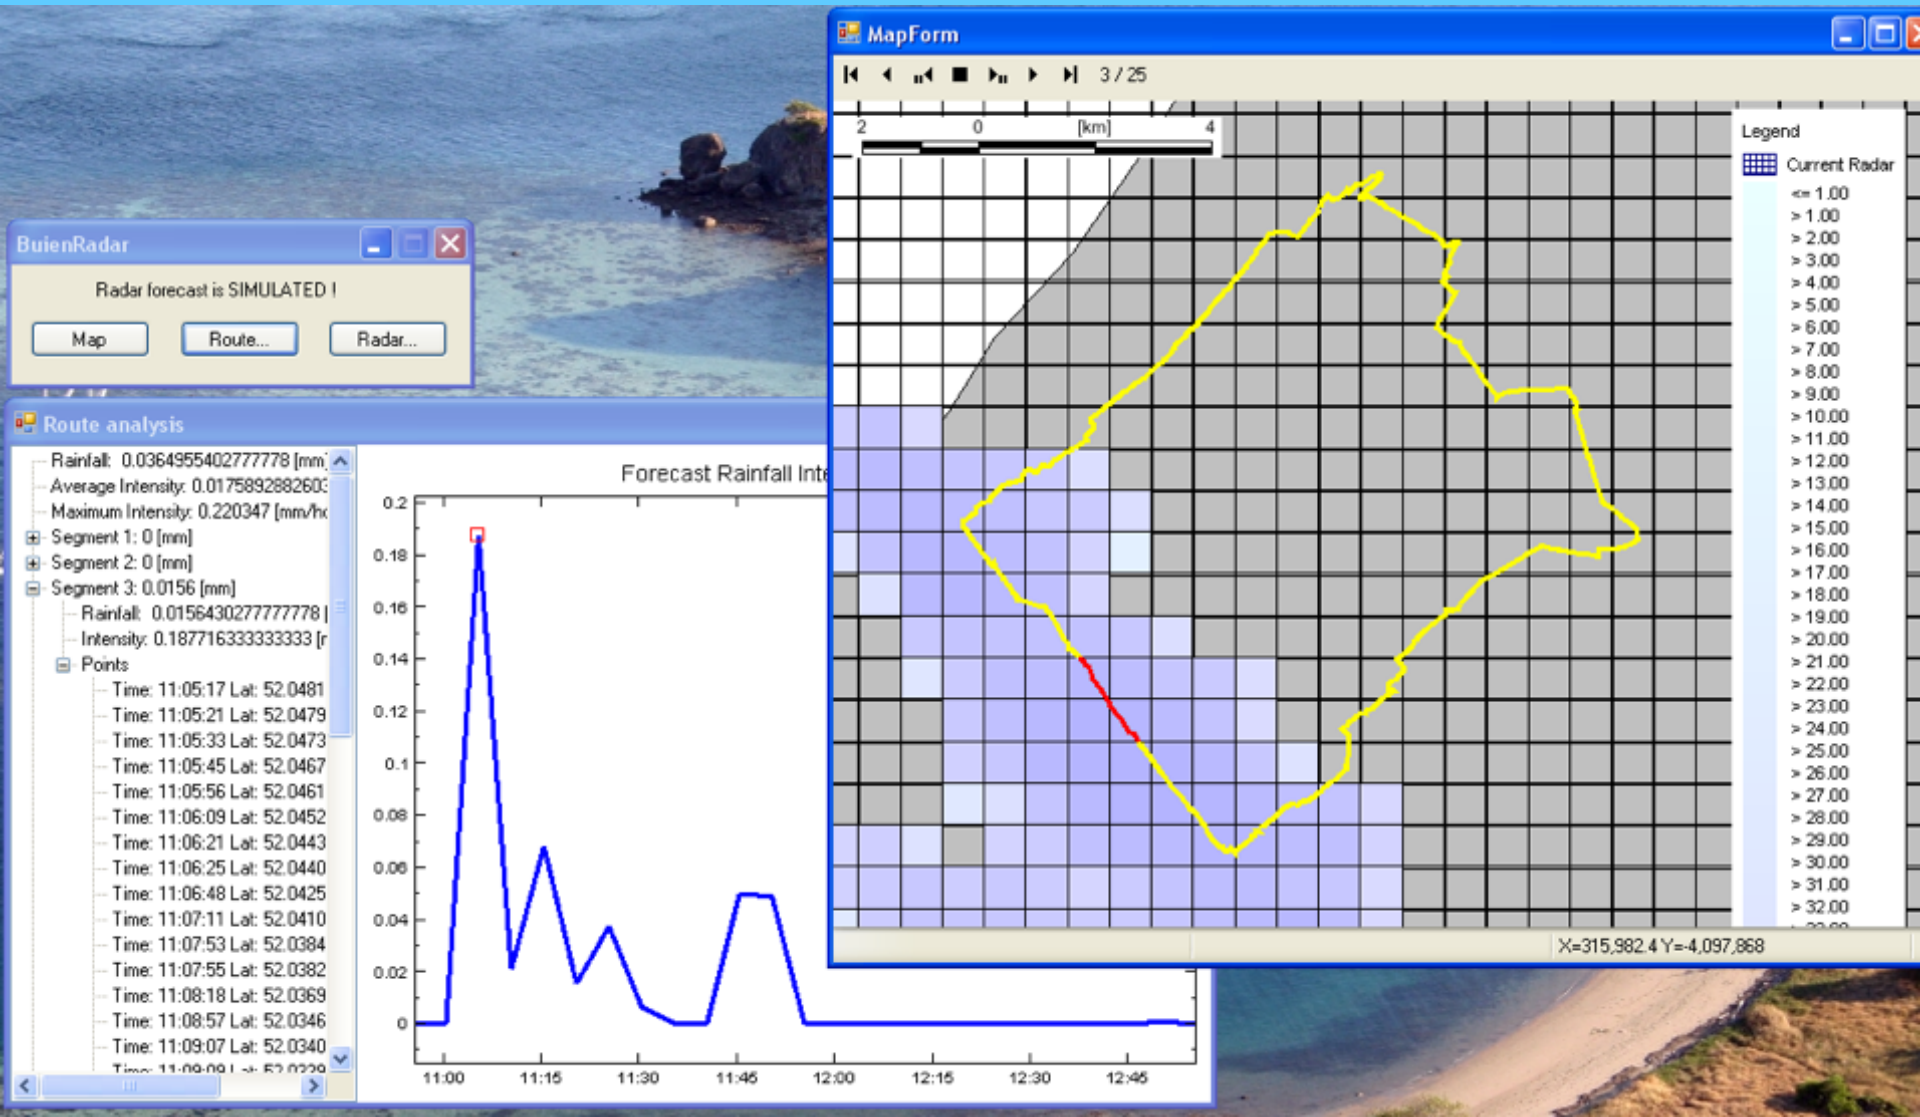 MapForm
3 / 25
2 0 [km] 4
Legend
Current Radar
<= 1.00
> 1.00
> 2.00
> 3.00
> 4.00
> 5.00
> 6.00
> 7.00
> 8.00
> 9.00
> 10.00
> 11.00
> 12.00
> 13.00
> 14.00
> 15.00
> 16.00
> 17.00
> 18.00
> 19.00
> 20.00
> 21.00
> 22.00
> 23.00
> 24.00
> 25.00
> 26.00
> 27.00
> 28.00
> 29.00
> 30.00
> 31.00
> 32.00
X=315,982.4 Y=-4,097,868
BuienRadar
Radar forecast is SIMULATED !
Map
Route...
Radar...
Route analysis
Rainfall: 0.0364955402777778 [mm]
Average Intensity: 0.0175892882603
Maximum Intensity: 0.220347 [mm/ho
Segment 1: 0 [mm]
Segment 2: 0 [mm]
Segment 3: 0.0156 [mm]
Rainfall: 0.0156430277777778 [
Intensity: 0.187716333333333 [r
Points
Time: 11:05:17 Lat: 52.0481
Time: 11:05:21 Lat: 52.0479
Time: 11:05:33 Lat: 52.0473
Time: 11:05:45 Lat: 52.0467
Time: 11:05:56 Lat: 52.0461
Time: 11:06:09 Lat: 52.0452
Time: 11:06:21 Lat: 52.0443
Time: 11:06:25 Lat: 52.0440
Time: 11:06:48 Lat: 52.0425
Time: 11:07:11 Lat: 52.0410
Time: 11:07:53 Lat: 52.0384
Time: 11:07:55 Lat: 52.0382
Time: 11:08:18 Lat: 52.0369
Time: 11:08:57 Lat: 52.0346
Time: 11:09:07 Lat: 52.0340
Time: 11:09:09 Lat: 52.0339
Forecast Rainfall Inte
0.2
0.18
0.16
0.14
0.12
0.1
0.08
0.06
0.04
0.02
0
11:00 11:15 11:30 11:45 12:00 12:15 12:30 12:45